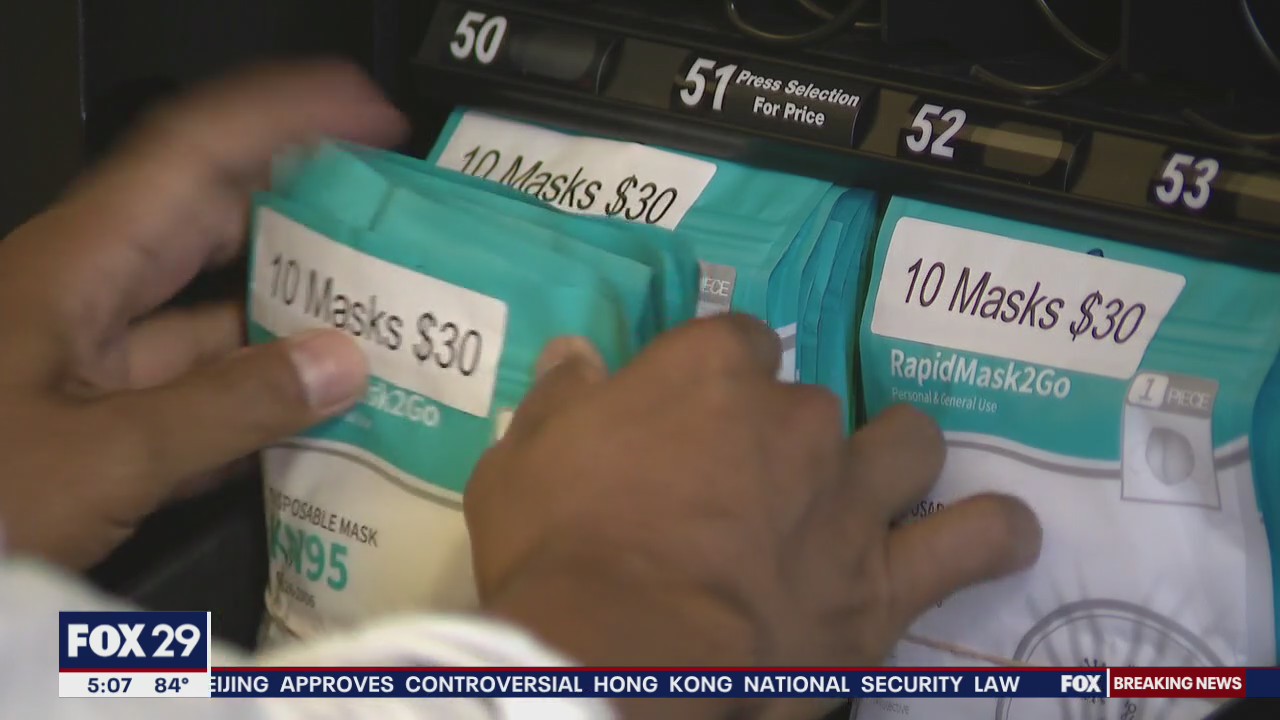 50
51
Press Selection
For Price
52
53
10 Masks $30
10 Masks $30
10 Masks $30
RapidMask2Go
Personal & General Use
1 PIECE
DISPOSABLE MASK
KN95
FOX 29
5:07 84°
EIJING APPROVES CONTROVERSIAL HONG KONG NATIONAL SECURITY LAW
FOX BREAKING NEWS